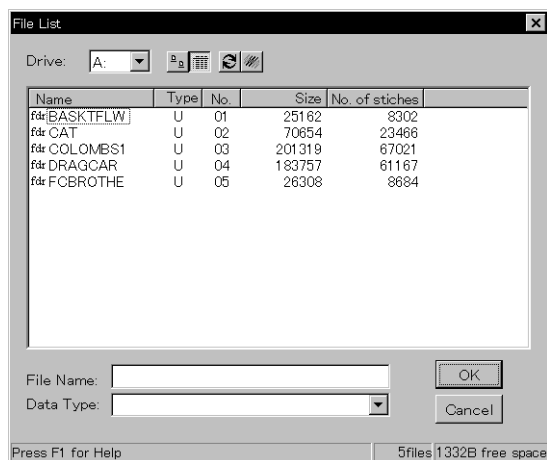 File List
Drive: A:
Name Type No. Size No. of stiches
fdr BASKTFLW U 01 25162 8302
fdr CAT U 02 70654 23466
fdr COLOMBS1 U 03 201319 67021
fdr DRAGCAR U 04 183757 61167
fdr FCBROTHE U 05 26308 8684
File Name: OK
Data Type: Cancel
Press F1 for Help 5files 1332B free space